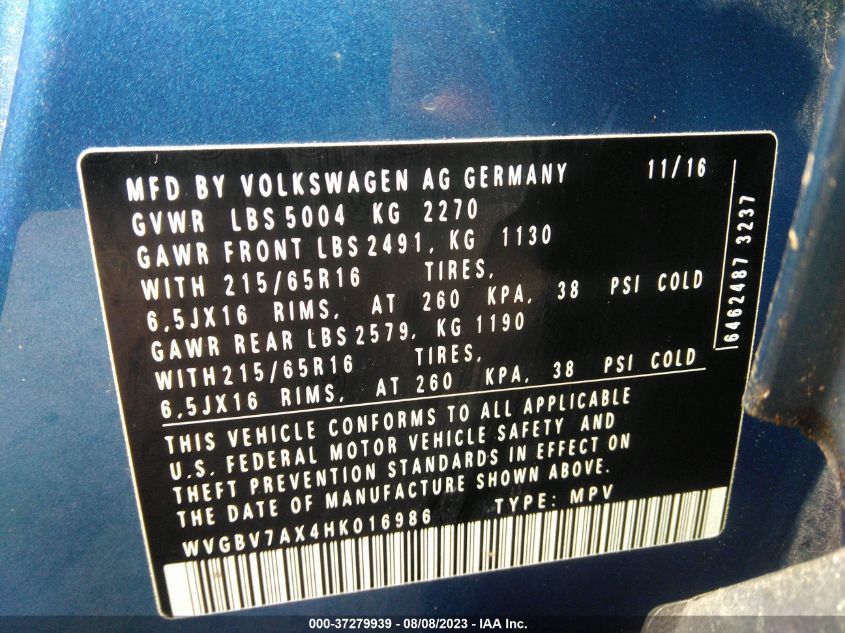 MFD BY VOLKSWAGEN AG GERMANY 11/16
GVWR LBS 5004 KG 2270
GAWR FRONT LBS 2491, KG 1130
WITH 215/65R16 TIRES,
6,5JX16 RIMS, AT 260 KPA, 38 PSI COLD
GAWR REAR LBS 2579, KG 1190
WITH 215/65R16 TIRES,
6,5JX16 RIMS, AT 260 KPA, 38 PSI COLD
THIS VEHICLE CONFORMS TO ALL APPLICABLE
U.S. FEDERAL MOTOR VEHICLE SAFETY AND
THEFT PREVENTION STANDARDS IN EFFECT ON
THE DATE OF MANUFACTURE SHOWN ABOVE.
WVGBV7AX4HK016986 TYPE: MPV
6462487 3237
000-37279939 - 08/08/2023 - IAA Inc.